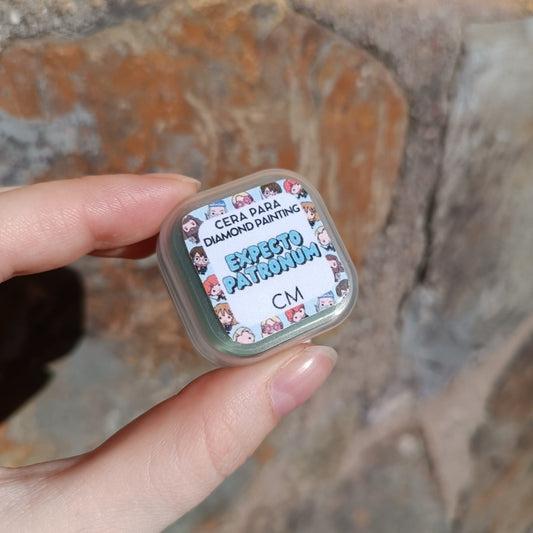 CERA PARA
DIAMOND PAINTING
EXPECTO
PATRONUM
CM